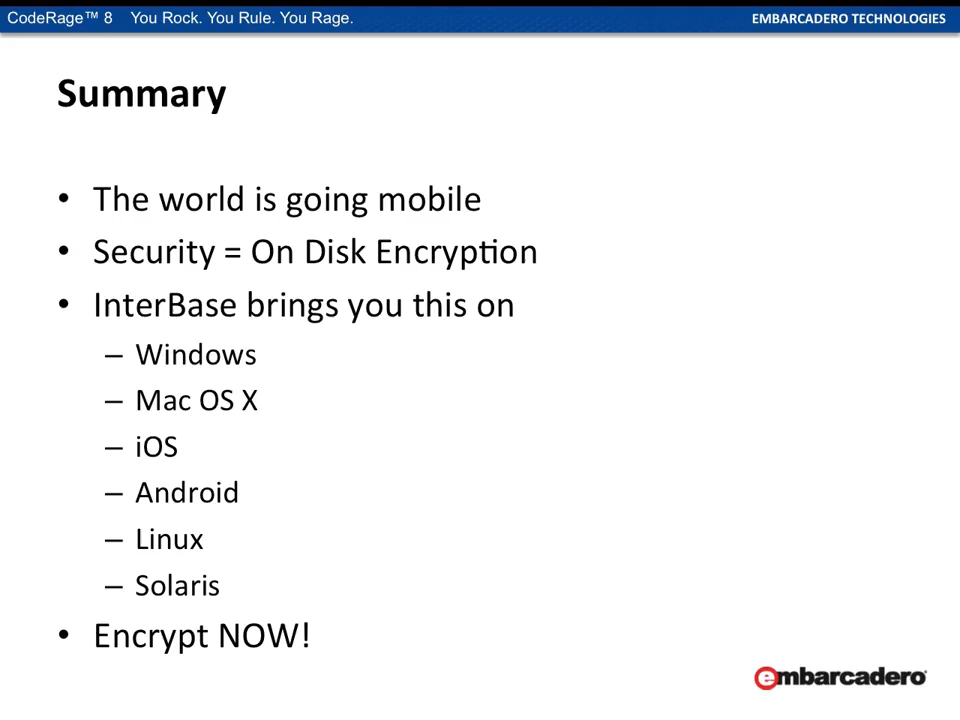 CodeRage™ 8 You Rock. You Rule. You Rage.
EMBARCADERO TECHNOLOGIES
Summary
• The world is going mobile
• Security = On Disk Encryption
• InterBase brings you this on
– Windows
– Mac OS X
– iOS
– Android
– Linux
– Solaris
• Encrypt NOW!
embarcadero